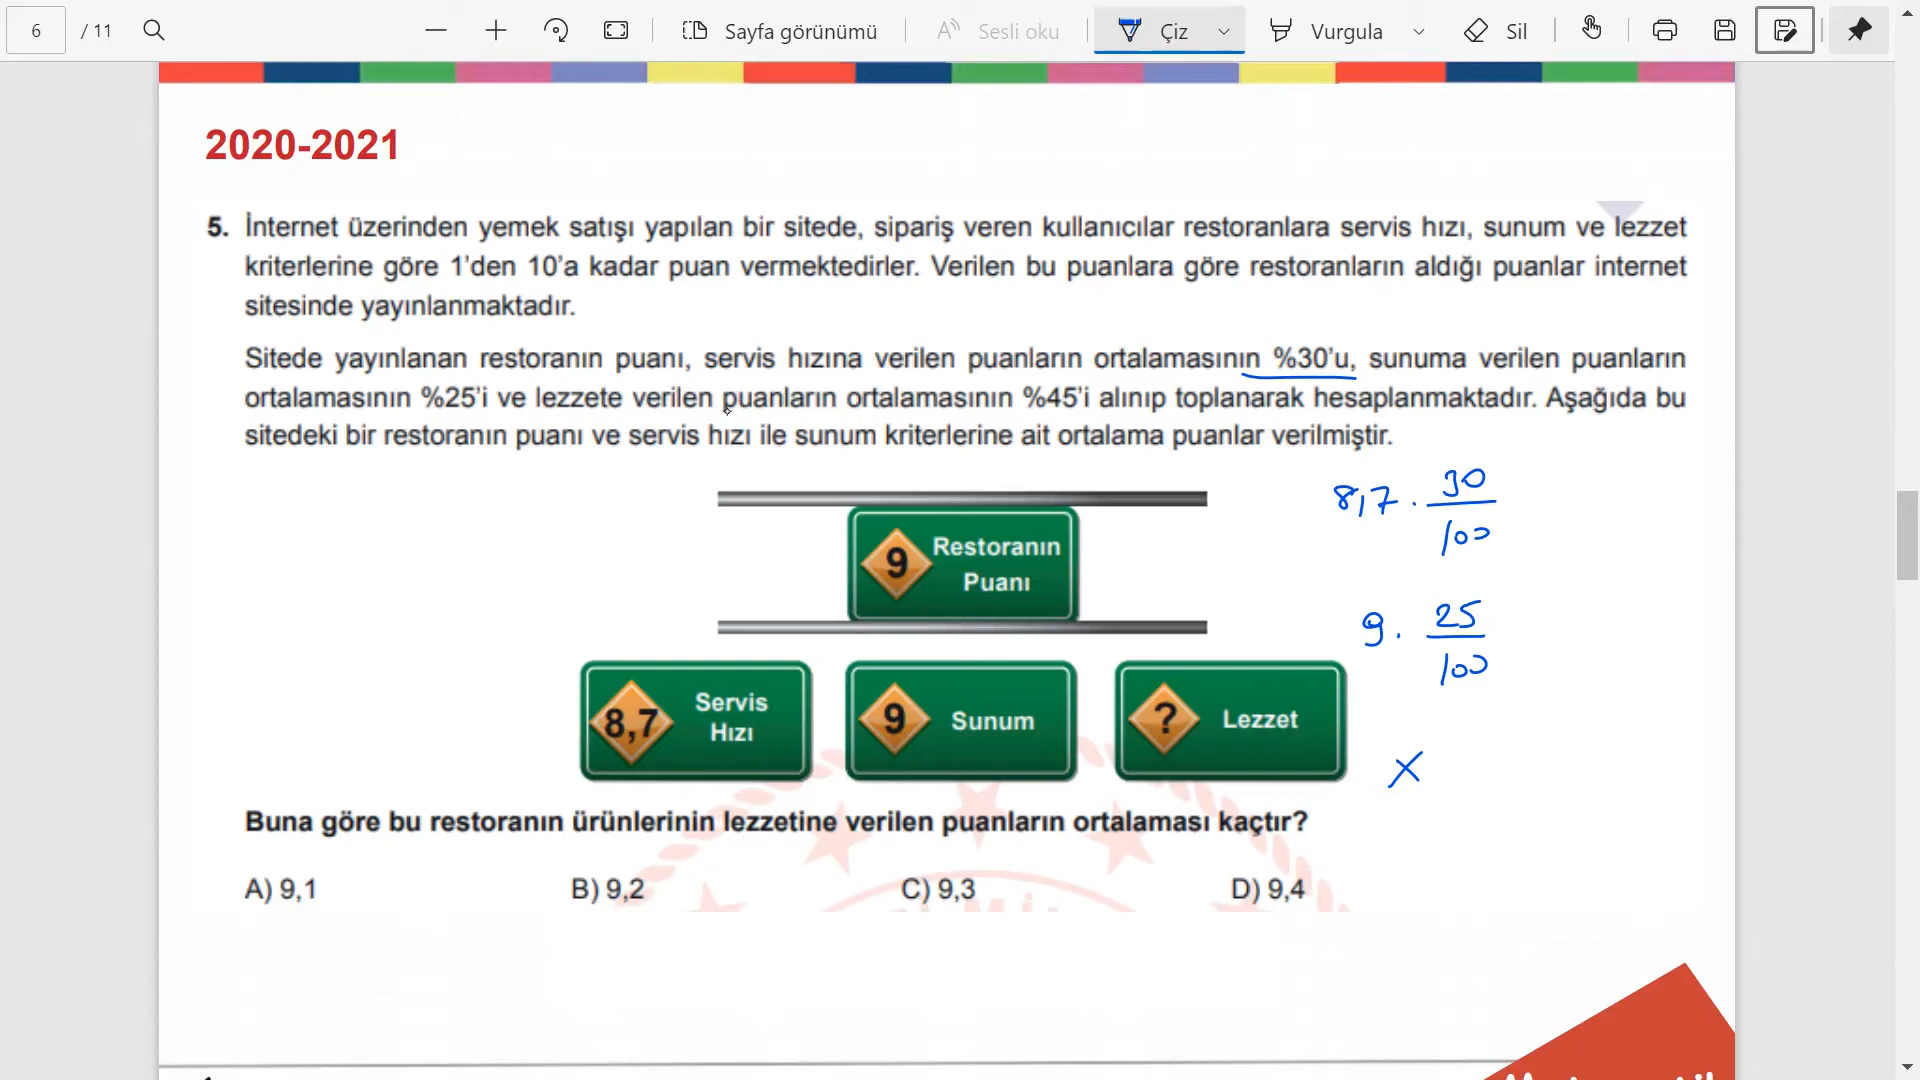 6 / 11 Sayfa görünümü Sesli oku Çiz Vurgula Sil
2020-2021
5. İnternet üzerinden yemek satışı yapılan bir sitede, sipariş veren kullanıcılar restoranlara servis hızı, sunum ve lezzet
kriterlerine göre 1'den 10'a kadar puan vermektedirler. Verilen bu puanlara göre restoranların aldığı puanlar internet
sitesinde yayınlanmaktadır.
Sitede yayınlanan restoranın puanı, servis hızına verilen puanların ortalamasının %30'u, sunuma verilen puanların
ortalamasının %25'i ve lezzete verilen puanların ortalamasının %45'i alınıp toplanarak hesaplanmaktadır. Aşağıda bu
sitedeki bir restoranın puanı ve servis hızı ile sunum kriterlerine ait ortalama puanlar verilmiştir.
8,7 . 30
100
9 Restoranın
Puanı
9 . 25
100
8,7 Servis
Hızı
9 Sunum
? Lezzet
x
Buna göre bu restoranın ürünlerinin lezzetine verilen puanların ortalaması kaçtır?
A) 9,1 B) 9,2 C) 9,3 D) 9,4